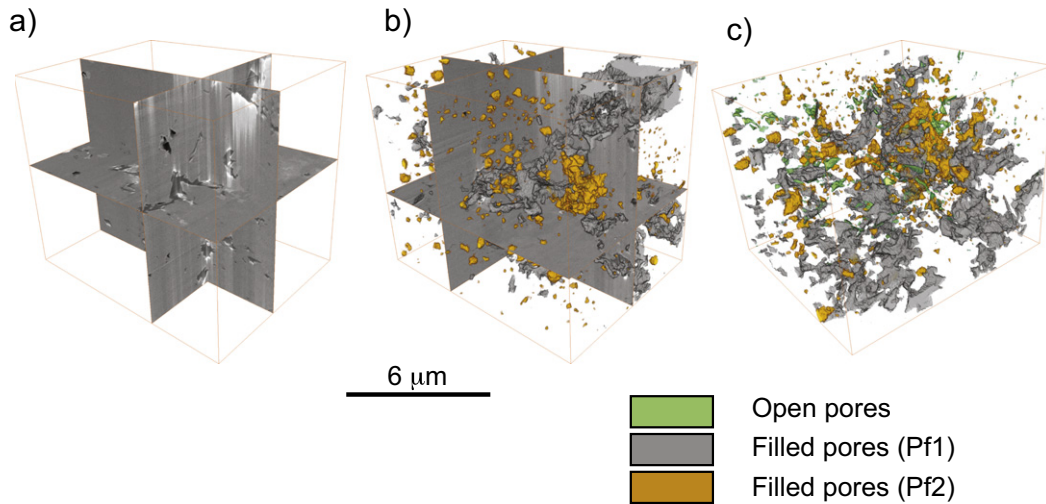 a)
b)
c)
6 μm
Open pores
Filled pores (Pf1)
Filled pores (Pf2)